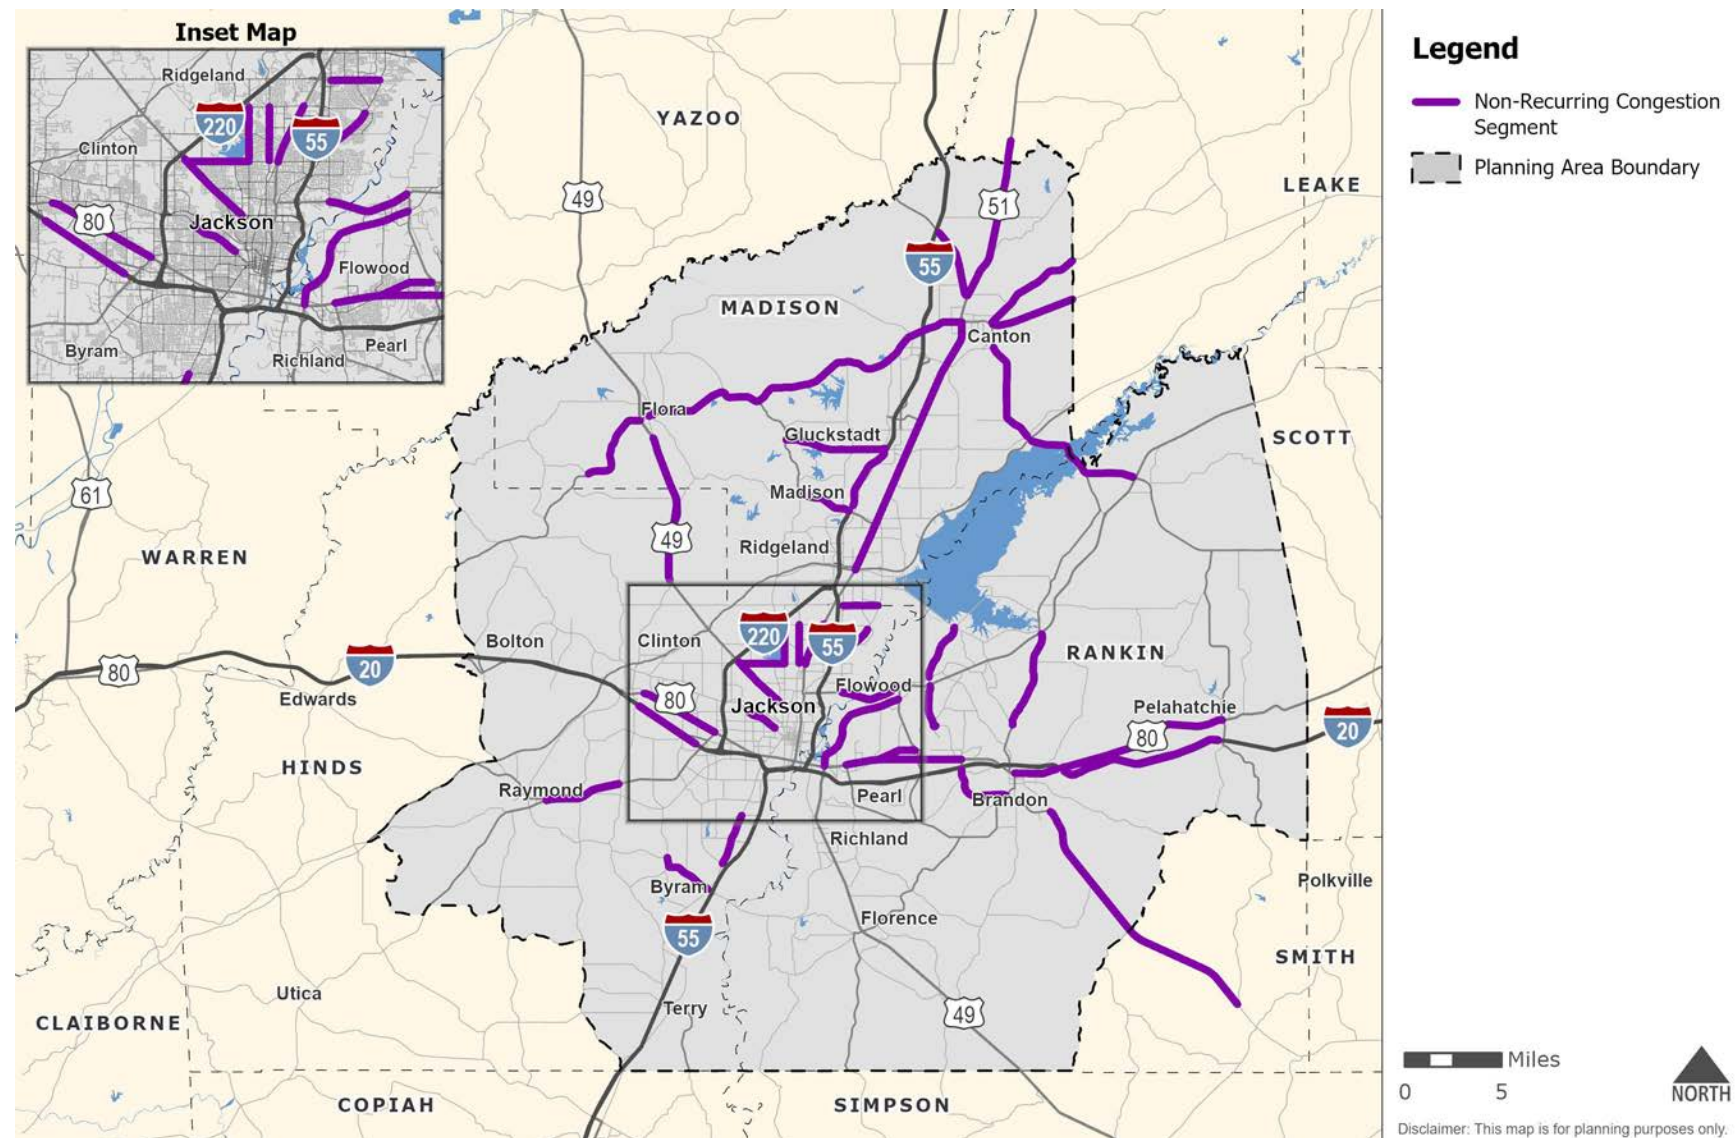 Inset Map
Ridgeland
220
55
Clinton
80
Jackson
Flowood
Byram
Richland
Pearl
Legend
Non-Recurring Congestion
Segment
Planning Area Boundary
YAZOO
LEAKE
49
51
55
MADISON
Canton
Flora
Gluckstadt
SCOTT
61
Madison
49
Ridgeland
WARREN
Bolton
Clinton
220
55
RANKIN
80
20
Edwards
80
Flowood
Jackson
Pelahatchie
80
20
HINDS
Raymond
Pearl
Brandon
Richland
Byram
Polkville
Florence
55
SMITH
Utica
Terry
49
CLAIBORNE
COPIAH
SIMPSON
Miles
0 5
NORTH
Disclaimer: This map is for planning purposes only.